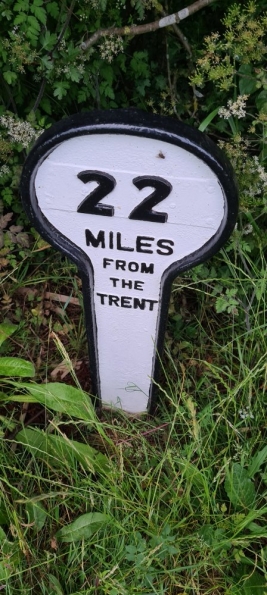 22
MILES
FROM
THE
TRENT